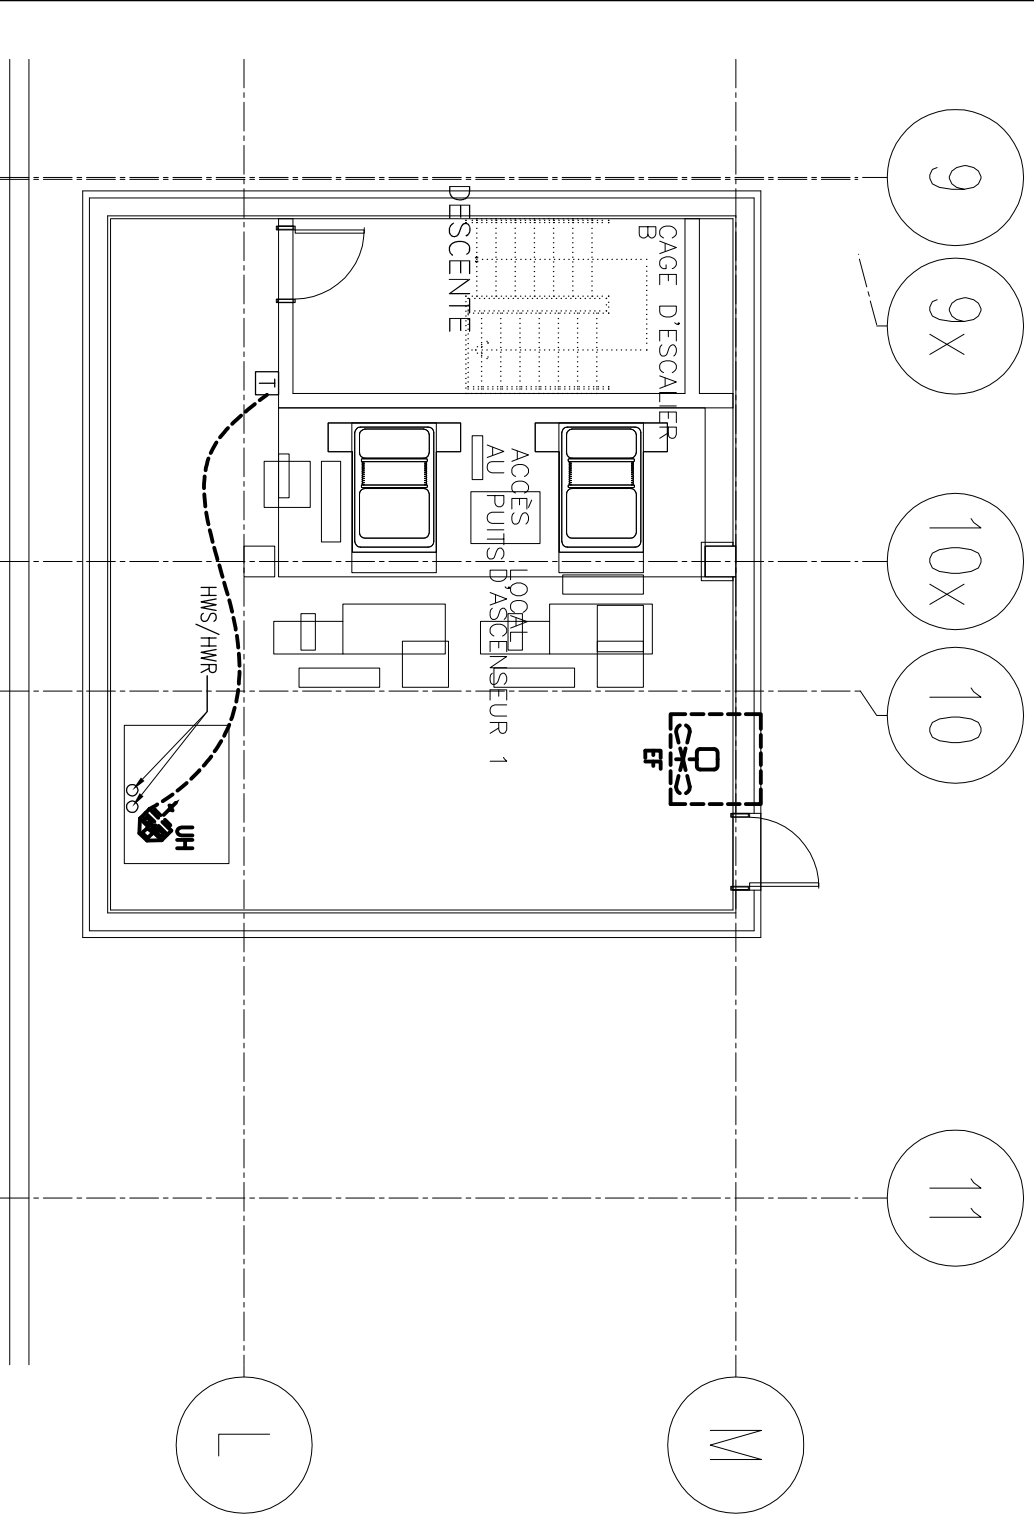 9
9X
10X
10
11
L
M
DESCENTE
CAGE D'ESCALIER
B
ACCÈS
AU PUITS D'ASCENSEUR 1
LOCAL
T
HWS/HWR
EF
UH